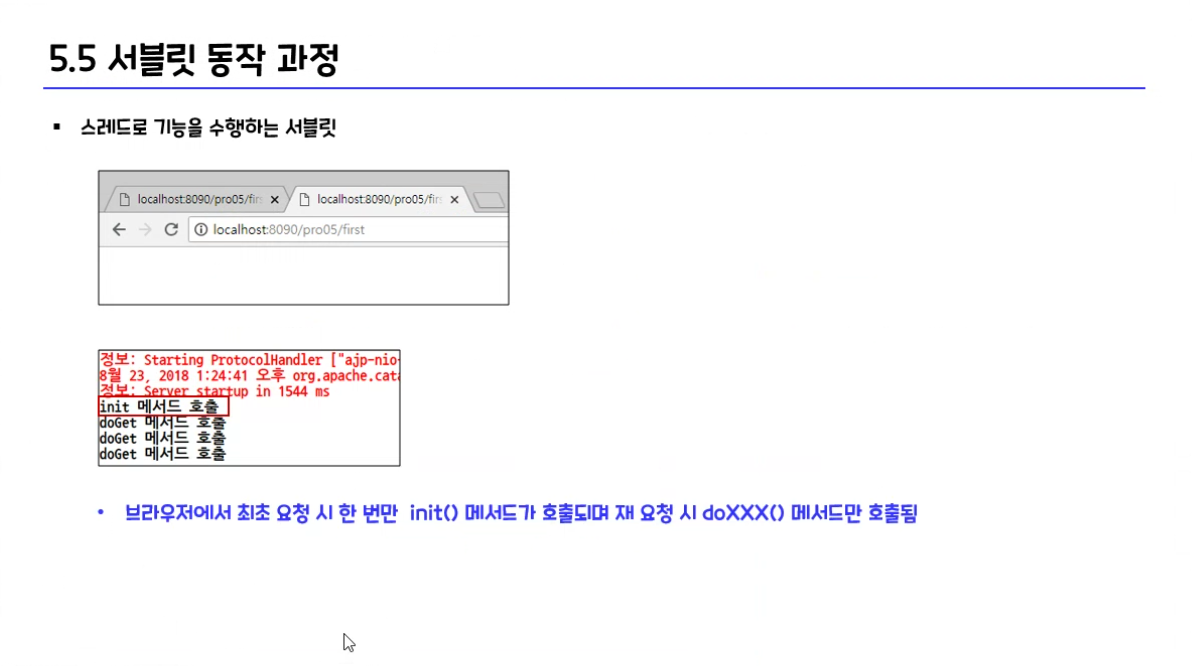 5.5 서블릿 동작 과정
▪ 스레드로 기능을 수행하는 서블릿
localhost:8090/pro05/fir localhost:8090/pro05/fir
localhost:8090/pro05/first
정보: Starting ProtocolHandler ["ajp-nio-
8월 23, 2018 1:24:41 오후 org.apache.cata
정보: Server startup in 1544 ms
init 메서드 호출
doGet 메서드 호출
doGet 메서드 호출
doGet 메서드 호출
• 브라우저에서 최초 요청 시 한 번만 init() 메서드가 호출되며 재 요청 시 doXXX() 메서드만 호출됨